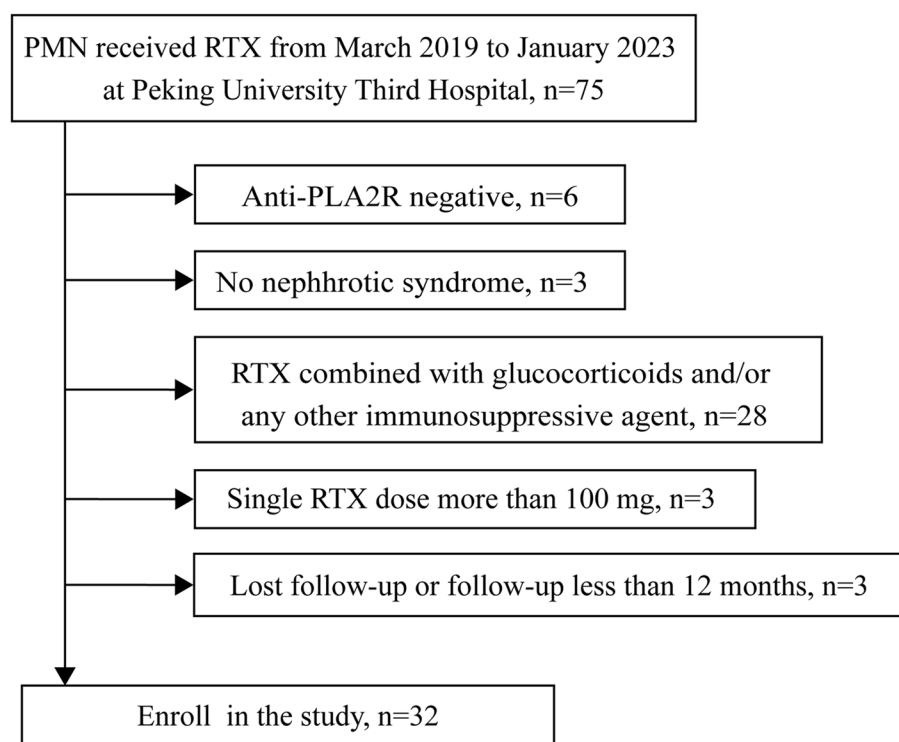 PMN received RTX from March 2019 to January 2023
at Peking University Third Hospital, n=75
Anti-PLA2R negative, n=6
No nephhrotic syndrome, n=3
RTX combined with glucocorticoids and/or
any other immunosuppressive agent, n=28
Single RTX dose more than 100 mg, n=3
Lost follow-up or follow-up less than 12 months, n=3
Enroll in the study, n=32